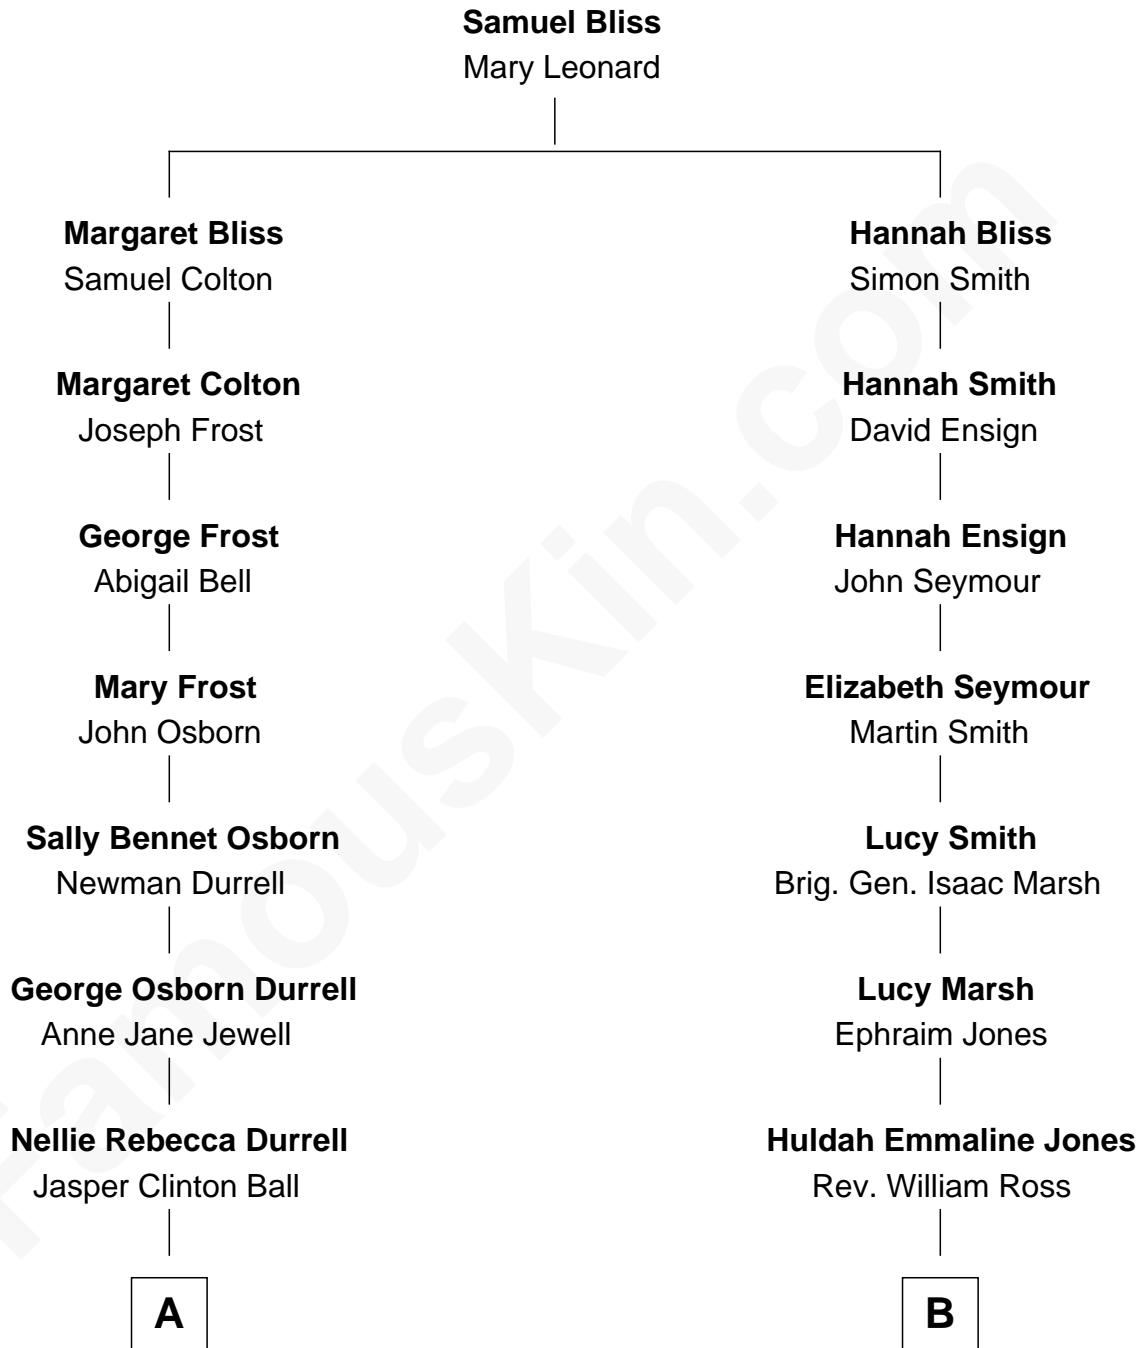 Samuel Bliss
Mary Leonard
Margaret Bliss
Samuel Colton
Hannah Bliss
Simon Smith
Margaret Colton
Joseph Frost
Hannah Smith
David Ensign
George Frost
Abigail Bell
Hannah Ensign
John Seymour
Mary Frost
John Osborn
Elizabeth Seymour
Martin Smith
Sally Bennet Osborn
Newman Durrell
Lucy Smith
Brig. Gen. Isaac Marsh
George Osborn Durrell
Anne Jane Jewell
Lucy Marsh
Ephraim Jones
Nellie Rebecca Durrell
Jasper Clinton Ball
Huldah Emmaline Jones
Rev. William Ross
A
B
FamousKin.com